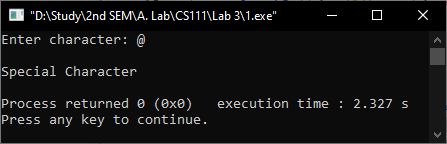 "D:\Study\2nd SEM\A. Lab\CS111\Lab 3\1.exe"
Enter character: @
Special Character
Process returned 0 (0x0)   execution time : 2.327 s
Press any key to continue.